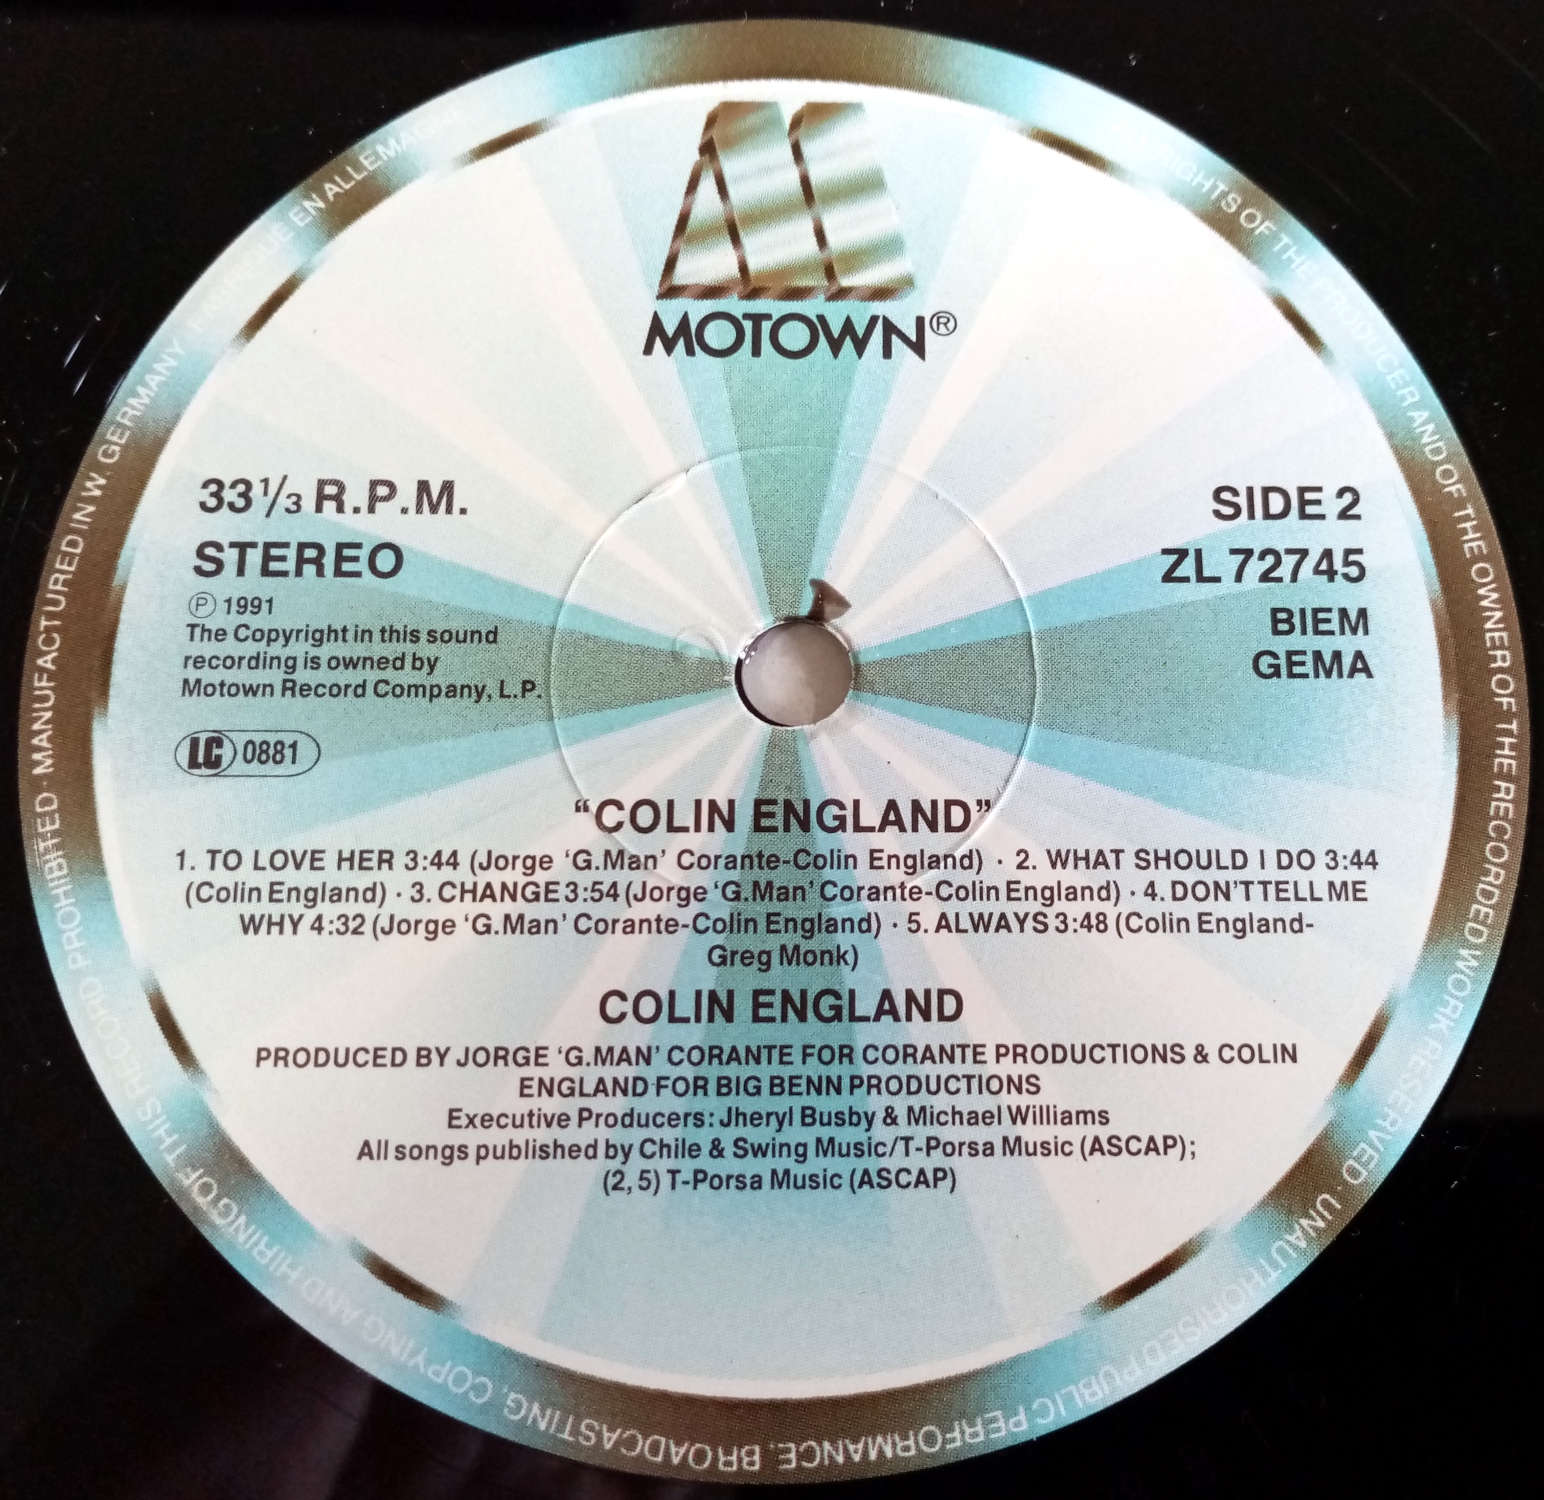 MOTOWN®
33⅓ R.P.M.
STEREO
Ⓟ 1991
The Copyright in this sound
recording is owned by
Motown Record Company, L.P.
LC 0881
SIDE 2
ZL 72745
BIEM
GEMA
“COLIN ENGLAND”
1. TO LOVE HER 3:44 (Jorge ‘G.Man’ Corante-Colin England) · 2. WHAT SHOULD I DO 3:44
(Colin England) · 3. CHANGE 3:54 (Jorge ‘G.Man’ Corante-Colin England) · 4. DON'T TELL ME
WHY 4:32 (Jorge ‘G.Man’ Corante-Colin England) · 5. ALWAYS 3:48 (Colin England-
Greg Monk)
COLIN ENGLAND
PRODUCED BY JORGE ‘G.MAN’ CORANTE FOR CORANTE PRODUCTIONS & COLIN
ENGLAND FOR BIG BENN PRODUCTIONS
Executive Producers: Jheryl Busby & Michael Williams
All songs published by Chile & Swing Music/T-Porsa Music (ASCAP);
(2, 5) T-Porsa Music (ASCAP)
RIGHTS OF THE PRODUCER AND OF THE OWNER OF THE RECORDED WORK RESERVED · UNAUTHORISED PUBLIC PERFORMANCE, BROADCASTING, COPYING AND HIRING OF THIS RECORD PROHIBITED · MANUFACTURED IN W. GERMANY EN ALLEMAGNE